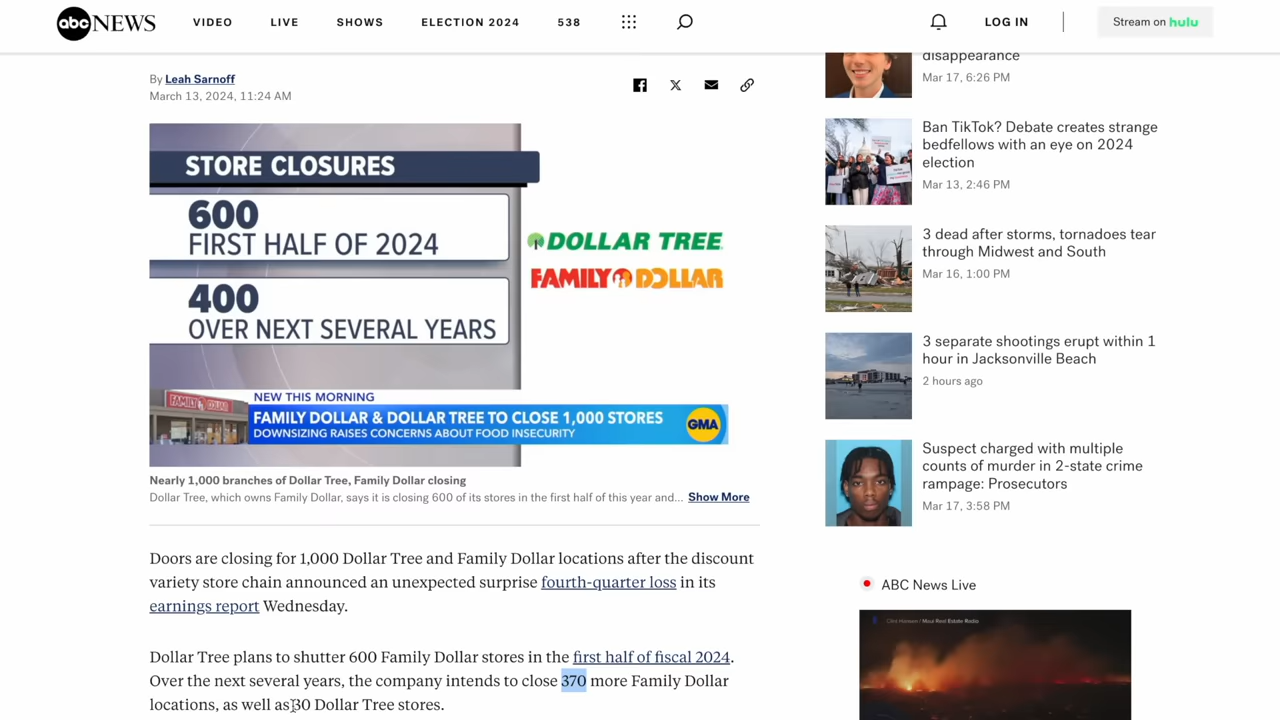 abc NEWS VIDEO LIVE SHOWS ELECTION 2024 538 LOG IN Stream on hulu
By Leah Sarnoff
March 13, 2024, 11:24 AM
STORE CLOSURES
600
FIRST HALF OF 2024
400
OVER NEXT SEVERAL YEARS
DOLLAR TREE
FAMILY DOLLAR
FAMILY DOLLAR
NEW THIS MORNING
FAMILY DOLLAR & DOLLAR TREE TO CLOSE 1,000 STORES
DOWNSIZING RAISES CONCERNS ABOUT FOOD INSECURITY
GMA
Nearly 1,000 branches of Dollar Tree, Family Dollar closing
Dollar Tree, which owns Family Dollar, says it is closing 600 of its stores in the first half of this year and... Show More
Doors are closing for 1,000 Dollar Tree and Family Dollar locations after the discount
variety store chain announced an unexpected surprise fourth-quarter loss in its
earnings report Wednesday.
Dollar Tree plans to shutter 600 Family Dollar stores in the first half of fiscal 2024.
Over the next several years, the company intends to close 370 more Family Dollar
locations, as well as 30 Dollar Tree stores.
disappearance
Mar 17, 6:26 PM
Ban TikTok? Debate creates strange
bedfellows with an eye on 2024
election
Mar 13, 2:46 PM
3 dead after storms, tornadoes tear
through Midwest and South
Mar 16, 1:00 PM
3 separate shootings erupt within 1
hour in Jacksonville Beach
2 hours ago
Suspect charged with multiple
counts of murder in 2-state crime
rampage: Prosecutors
Mar 17, 3:58 PM
ABC News Live